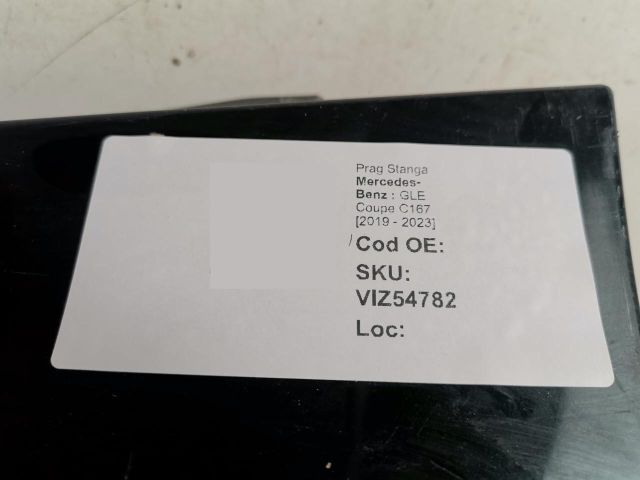 Prag Stanga
Mercedes-
Benz : GLE
Coupe C167
[2019 - 2023]
Cod OE:
SKU:
VIZ54782
Loc: